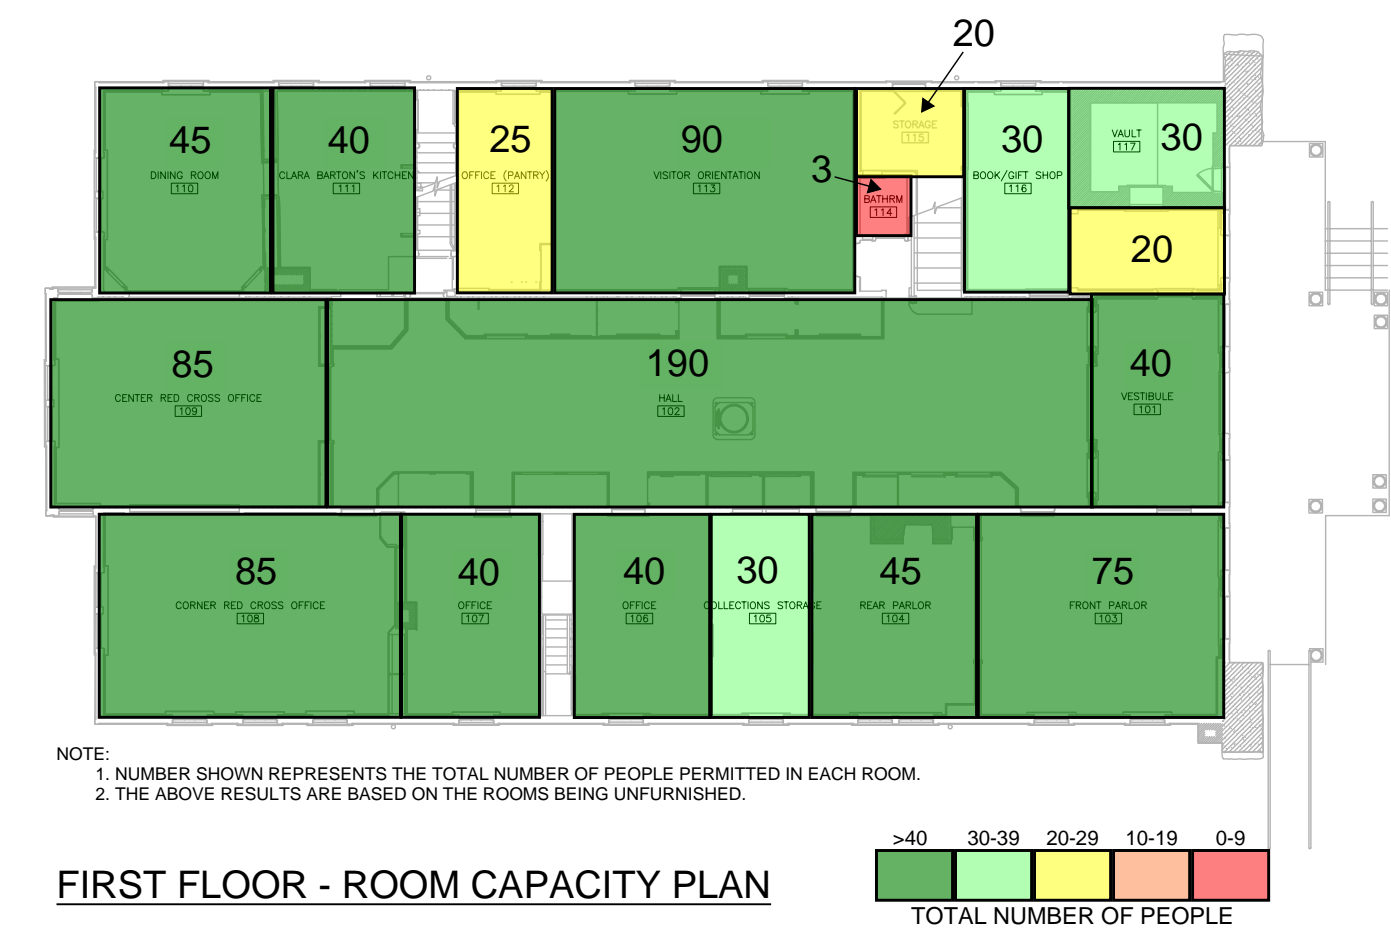 20
45
DINING ROOM
110
40
CLARA BARTON'S KITCHEN
111
25
OFFICE (PANTRY)
112
90
VISITOR ORIENTATION
113
STORAGE
115
3
BATHRM
114
30
BOOK/GIFT SHOP
116
VAULT
117
30
20
85
CENTER RED CROSS OFFICE
109
190
HALL
102
40
VESTIBULE
101
85
CORNER RED CROSS OFFICE
108
40
OFFICE
107
40
OFFICE
106
30
COLLECTIONS STORAGE
105
45
REAR PARLOR
104
75
FRONT PARLOR
103
NOTE:
1. NUMBER SHOWN REPRESENTS THE TOTAL NUMBER OF PEOPLE PERMITTED IN EACH ROOM.
2. THE ABOVE RESULTS ARE BASED ON THE ROOMS BEING UNFURNISHED.
FIRST FLOOR - ROOM CAPACITY PLAN
>40 30-39 20-29 10-19 0-9
TOTAL NUMBER OF PEOPLE